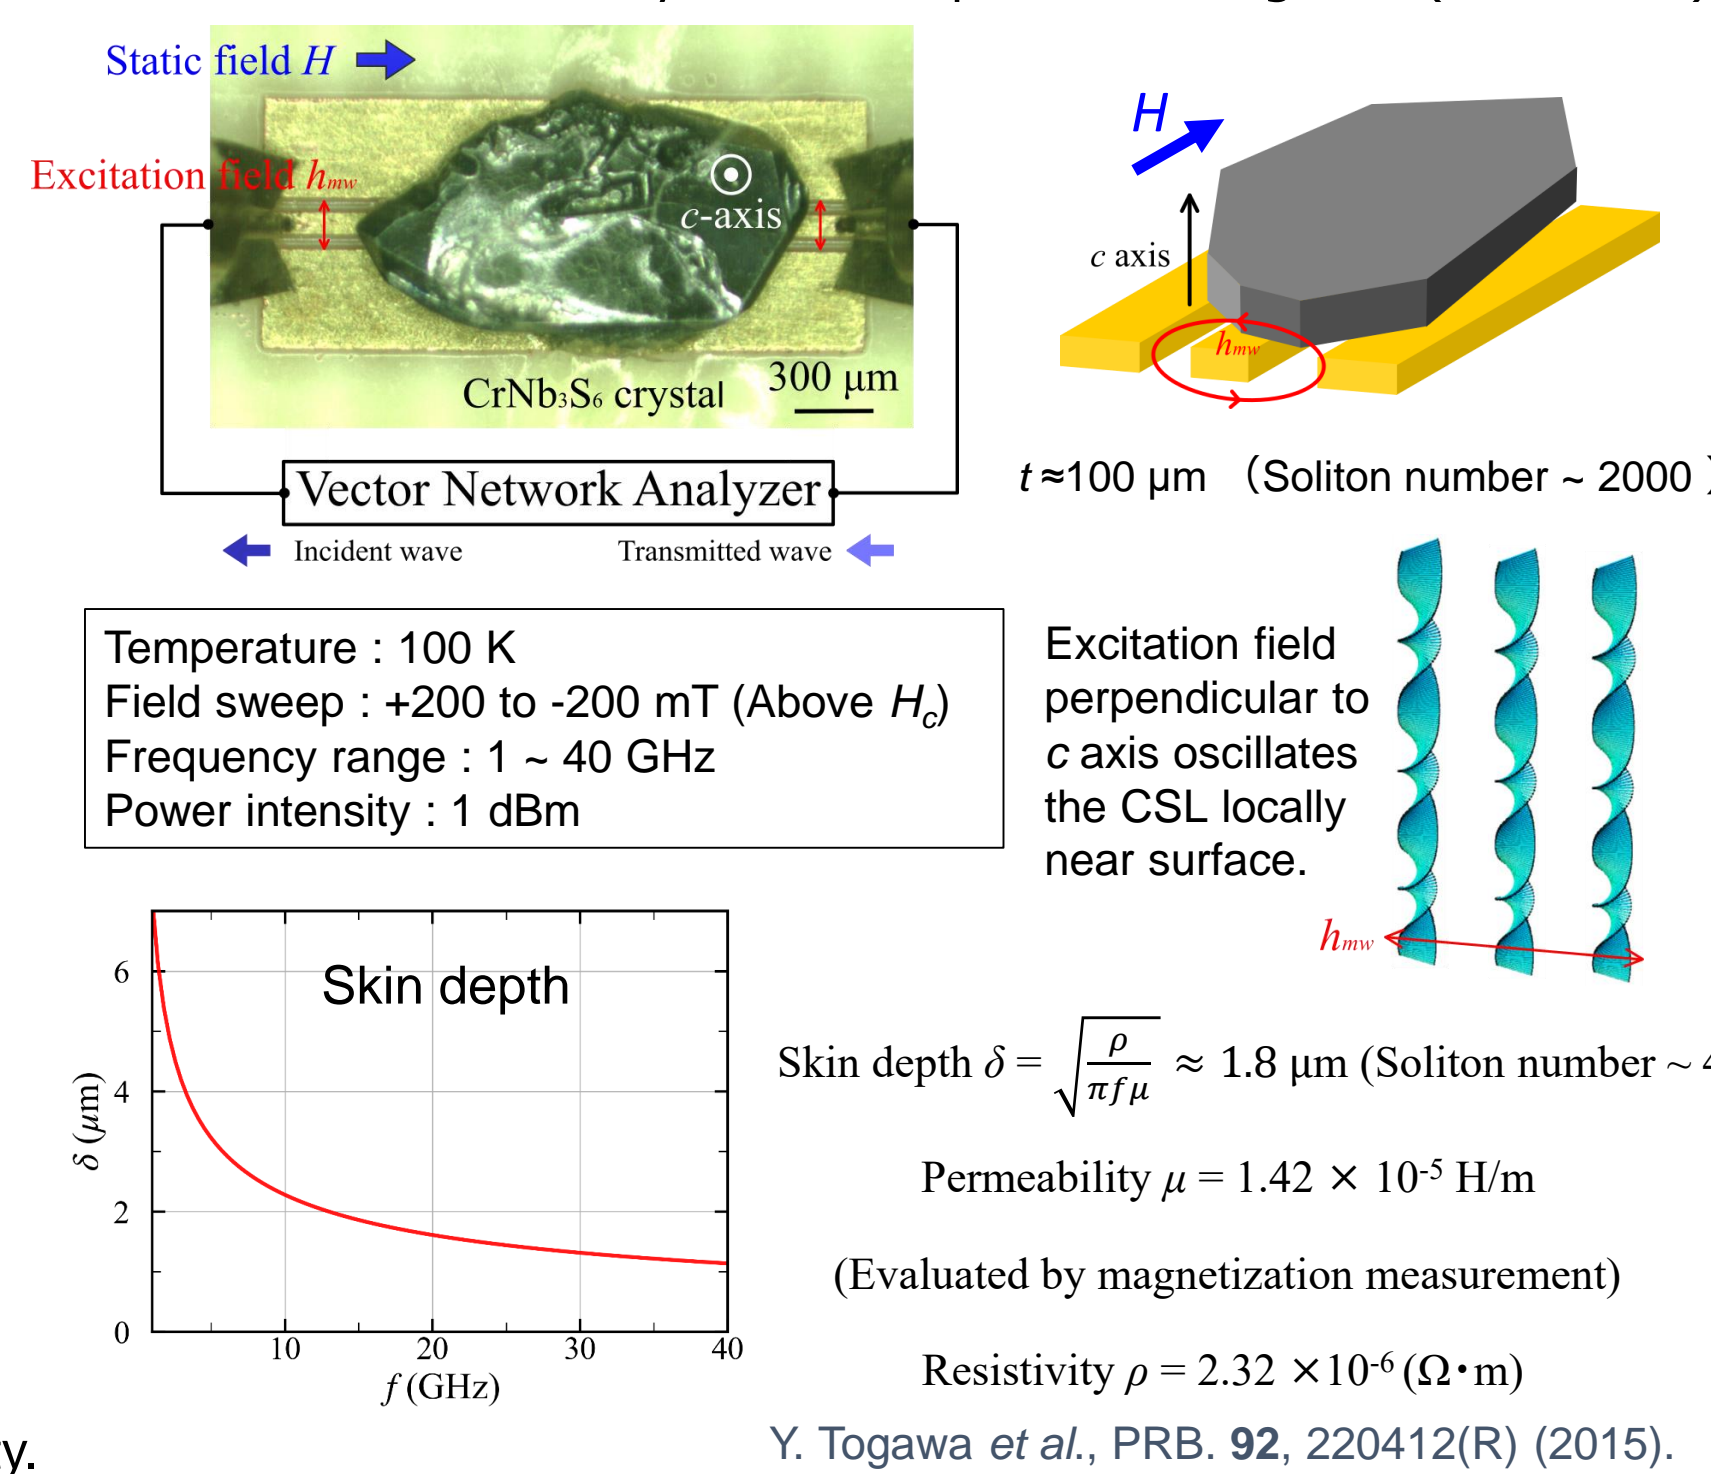 Static field H
Excitation field hmw
c-axis
CrNb3S6 crystal
300 μm
Vector Network Analyzer
Incident wave
Transmitted wave
H
c axis
hmw
t ≈100 μm (Soliton number ~ 2000 )
Temperature : 100 K
Field sweep : +200 to -200 mT (Above Hc)
Frequency range : 1 ~ 40 GHz
Power intensity : 1 dBm
Excitation field
perpendicular to
c axis oscillates
the CSL locally
near surface.
hmw
Skin depth
6
4
2
0
10
20
30
40
δ (μm)
f (GHz)
Skin depth δ = √(ρ/πfμ) ≈ 1.8 μm (Soliton number ~
Permeability μ = 1.42 × 10-5 H/m
(Evaluated by magnetization measurement)
Resistivity ρ = 2.32 ×10-6 (Ω·m)
Y. Togawa et al., PRB. 92, 220412(R) (2015).